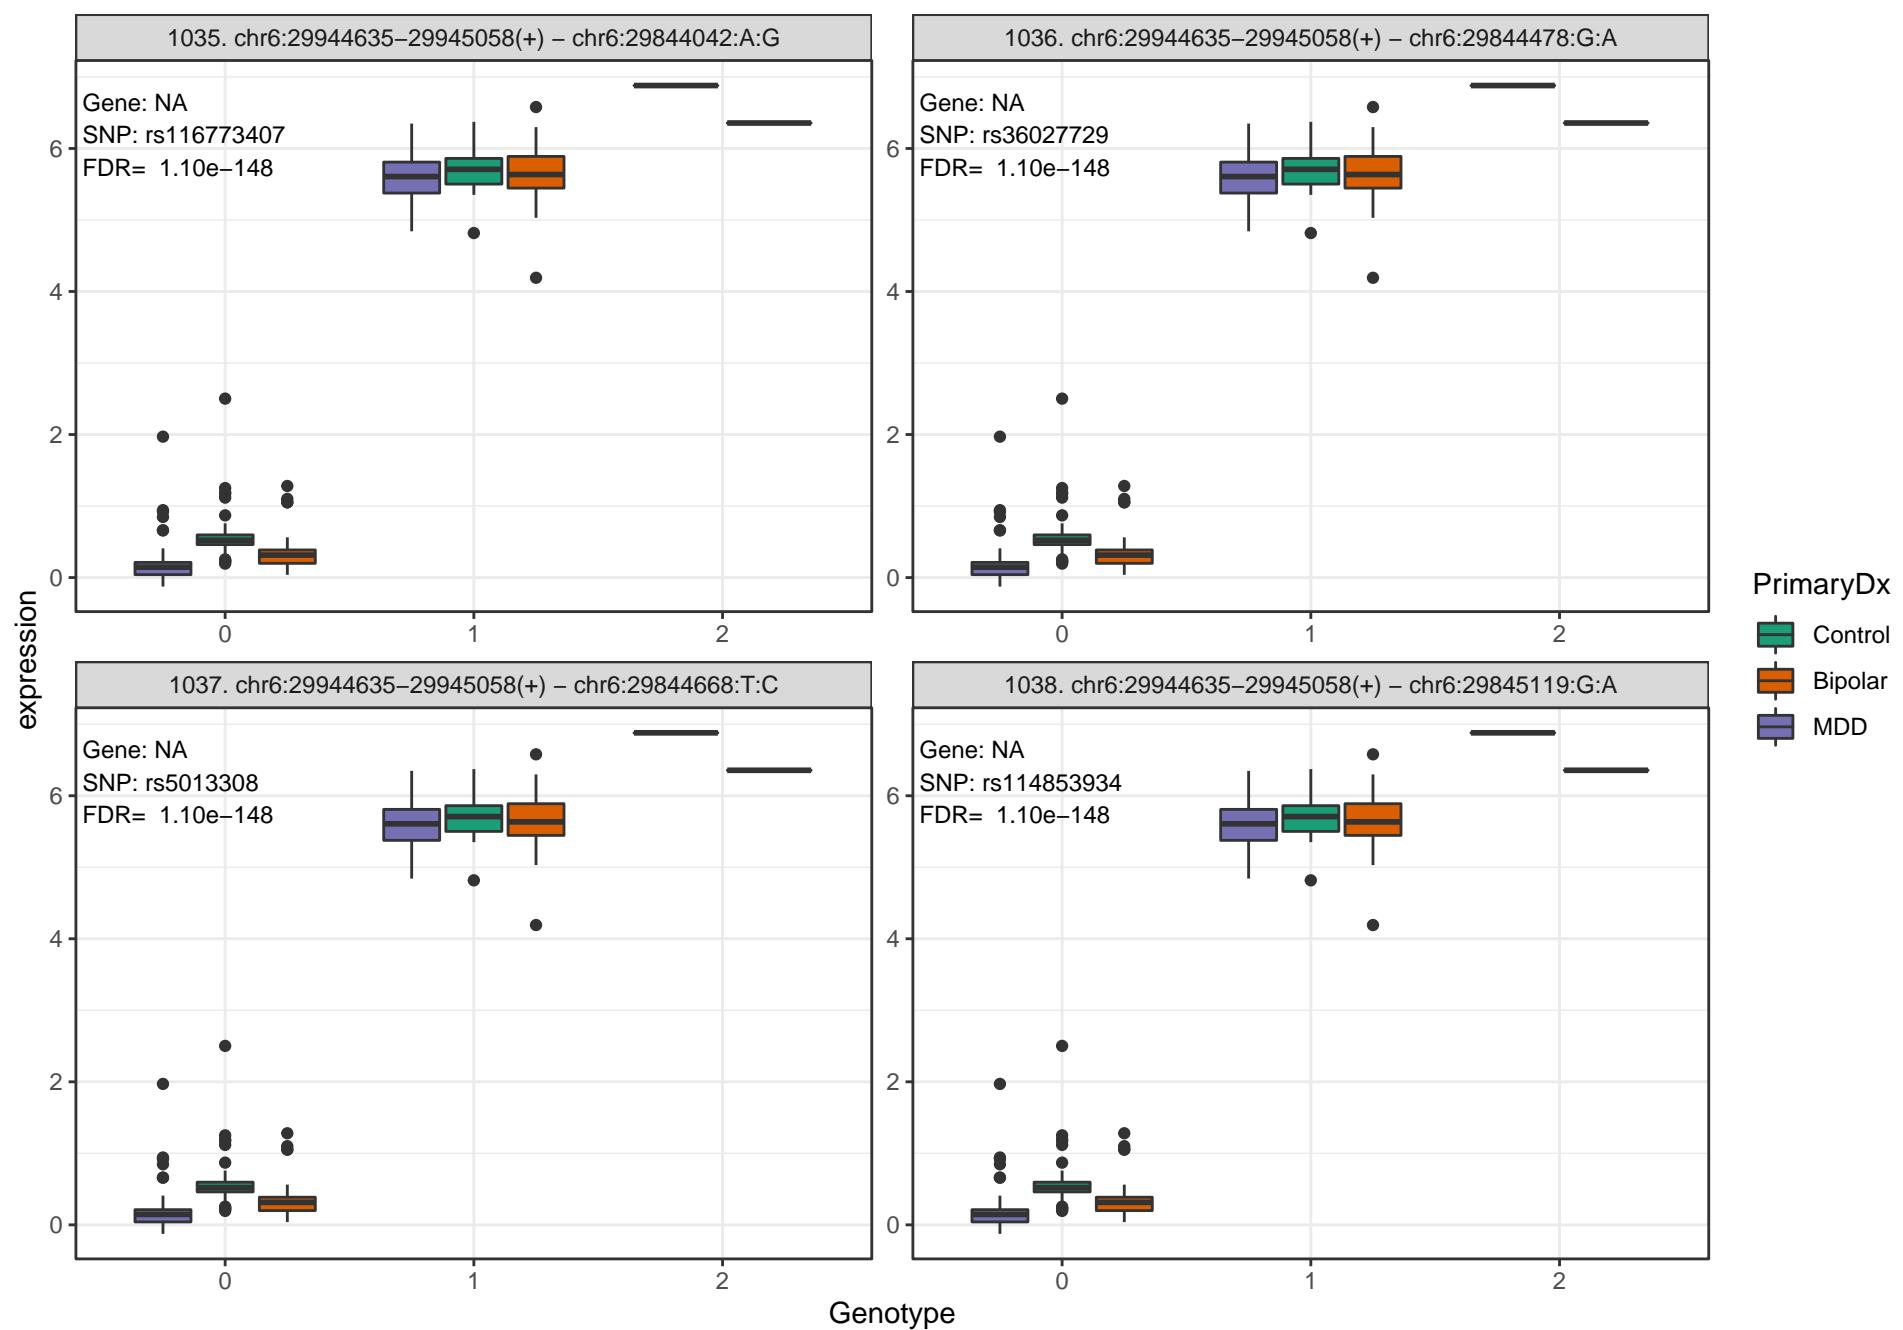 1035. chr6:29944635−29945058(+) − chr6:29844042:A:G
Gene: NA
SNP: rs116773407
FDR= 1.10e−148
6
4
2
0
0
1
2
1036. chr6:29944635−29945058(+) − chr6:29844478:G:A
Gene: NA
SNP: rs36027729
FDR= 1.10e−148
6
4
2
0
0
1
2
1037. chr6:29944635−29945058(+) − chr6:29844668:T:C
Gene: NA
SNP: rs5013308
FDR= 1.10e−148
6
4
2
0
0
1
2
1038. chr6:29944635−29945058(+) − chr6:29845119:G:A
Gene: NA
SNP: rs114853934
FDR= 1.10e−148
6
4
2
0
0
1
2
expression
Genotype
PrimaryDx
Control
Bipolar
MDD